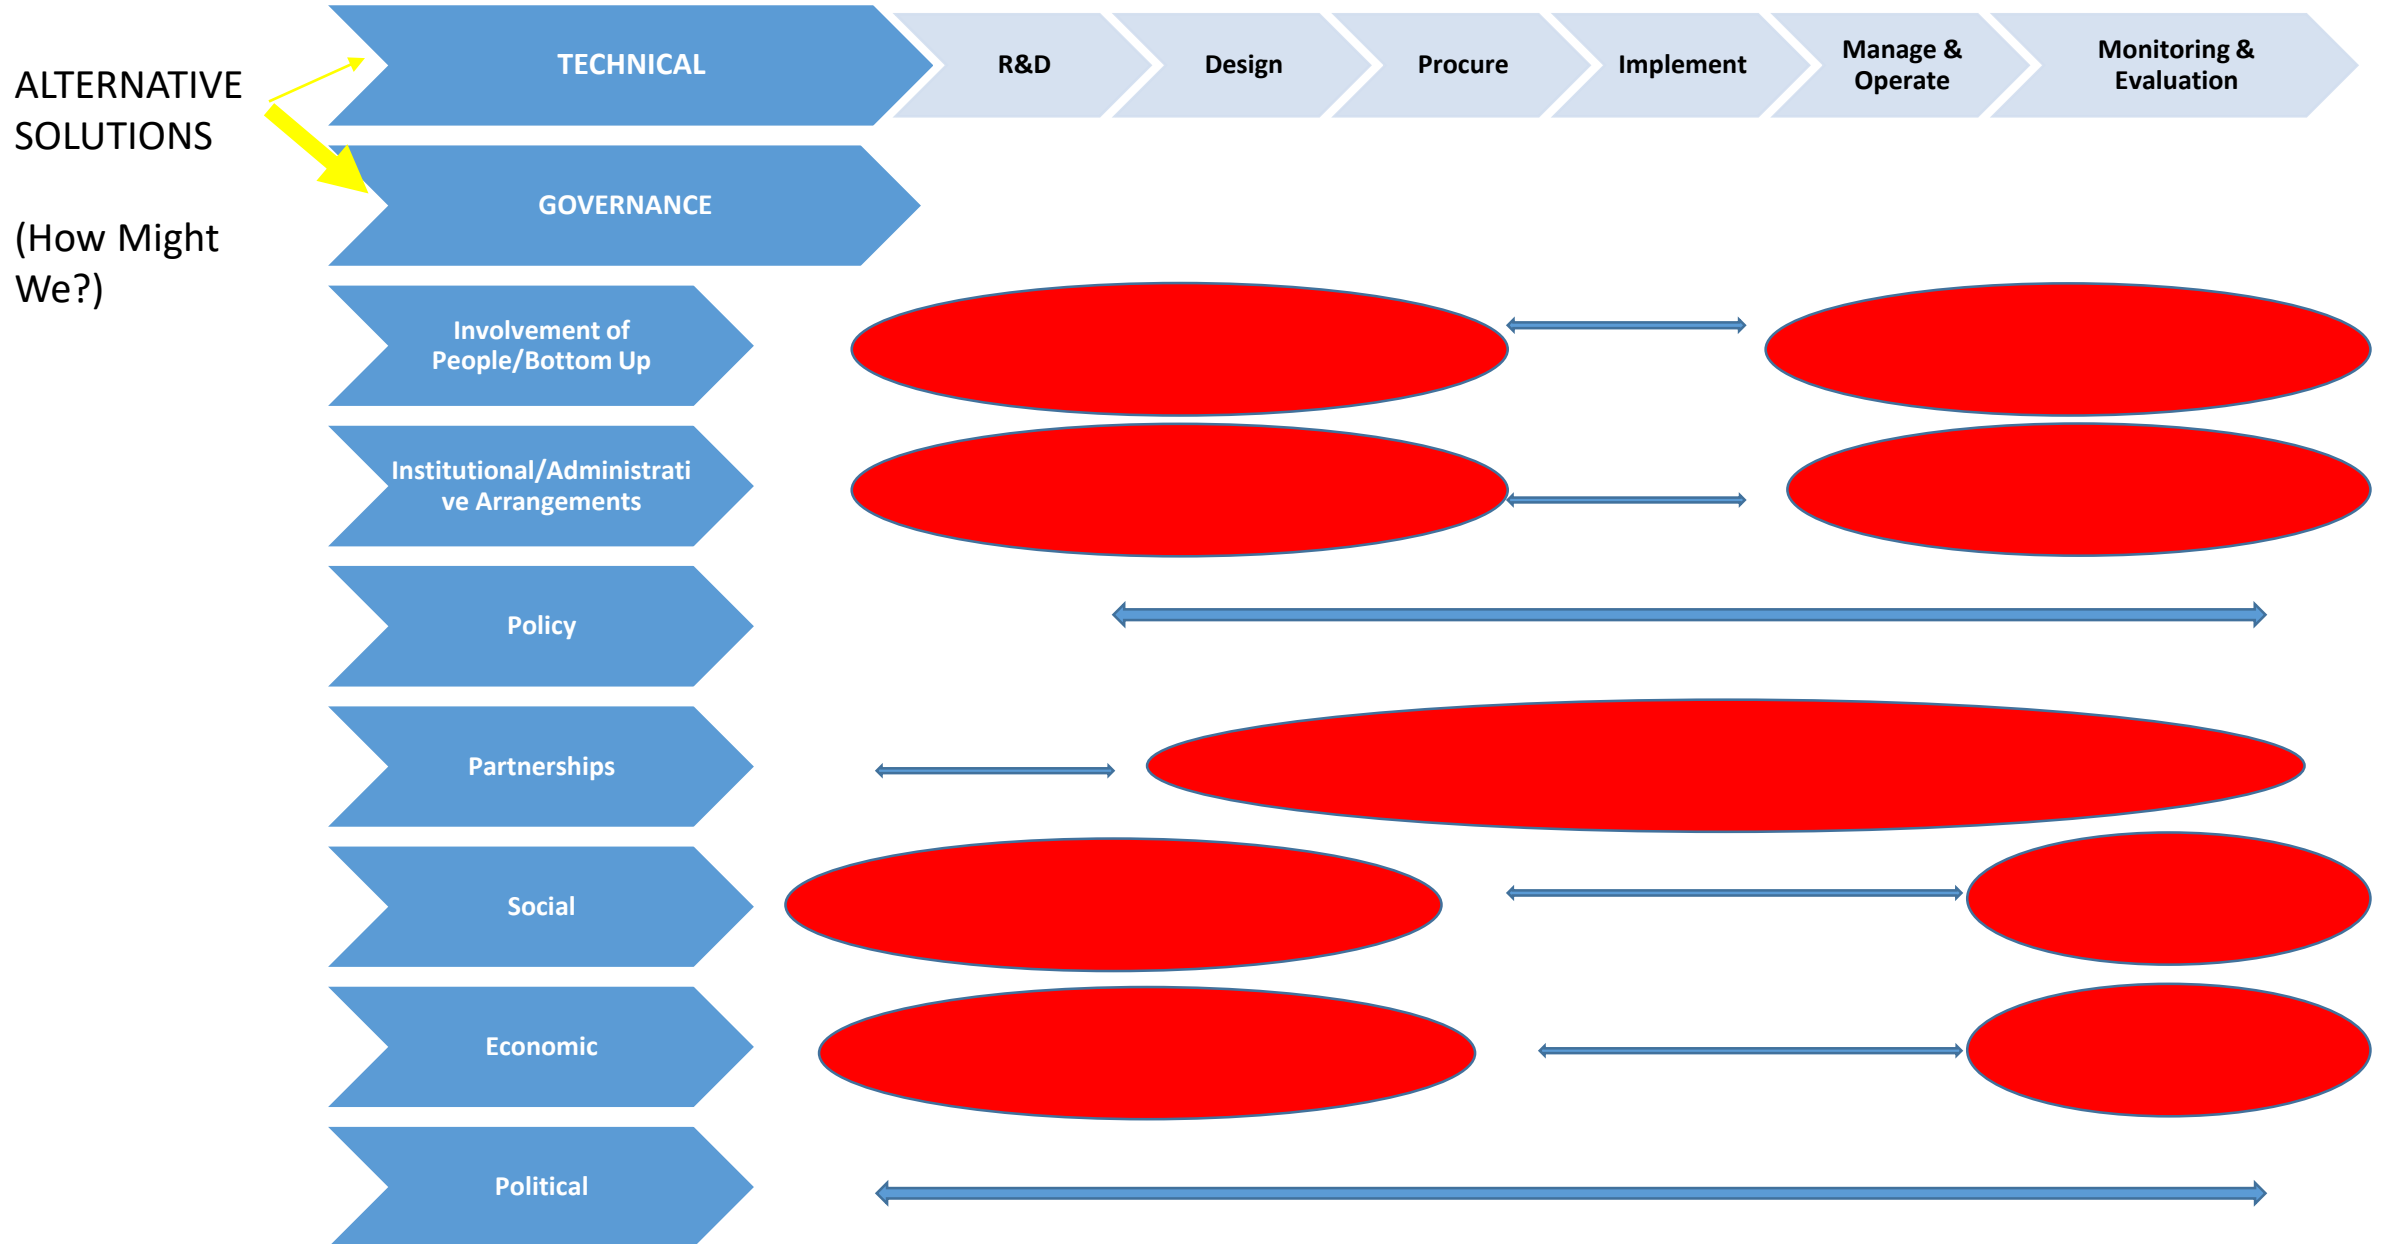 ALTERNATIVE
SOLUTIONS
(How Might
We?)
TECHNICAL
R&D
Design
Procure
Implement
Manage &
Operate
Monitoring &
Evaluation
GOVERNANCE
Involvement of
People/Bottom Up
Institutional/Administrati
ve Arrangements
Policy
Partnerships
Social
Economic
Political